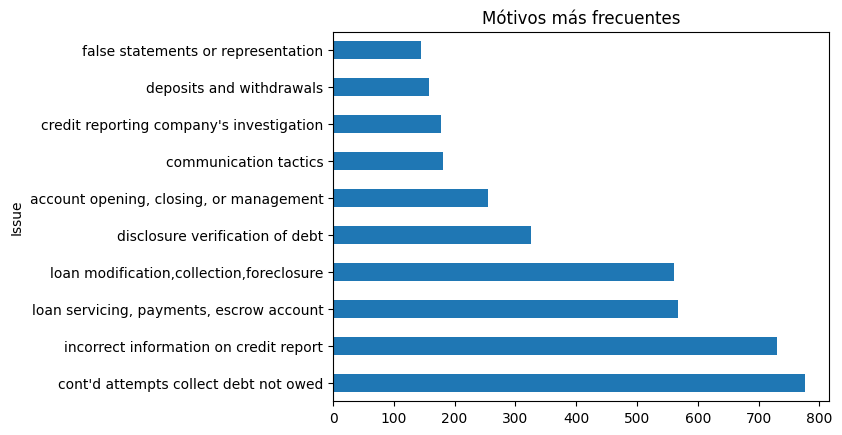 Mótivos más frecuentes
false statements or representation
deposits and withdrawals
credit reporting company's investigation
communication tactics
account opening, closing, or management
disclosure verification of debt
loan modification,collection,foreclosure
loan servicing, payments, escrow account
incorrect information on credit report
cont'd attempts collect debt not owed
Issue
0 100 200 300 400 500 600 700 800